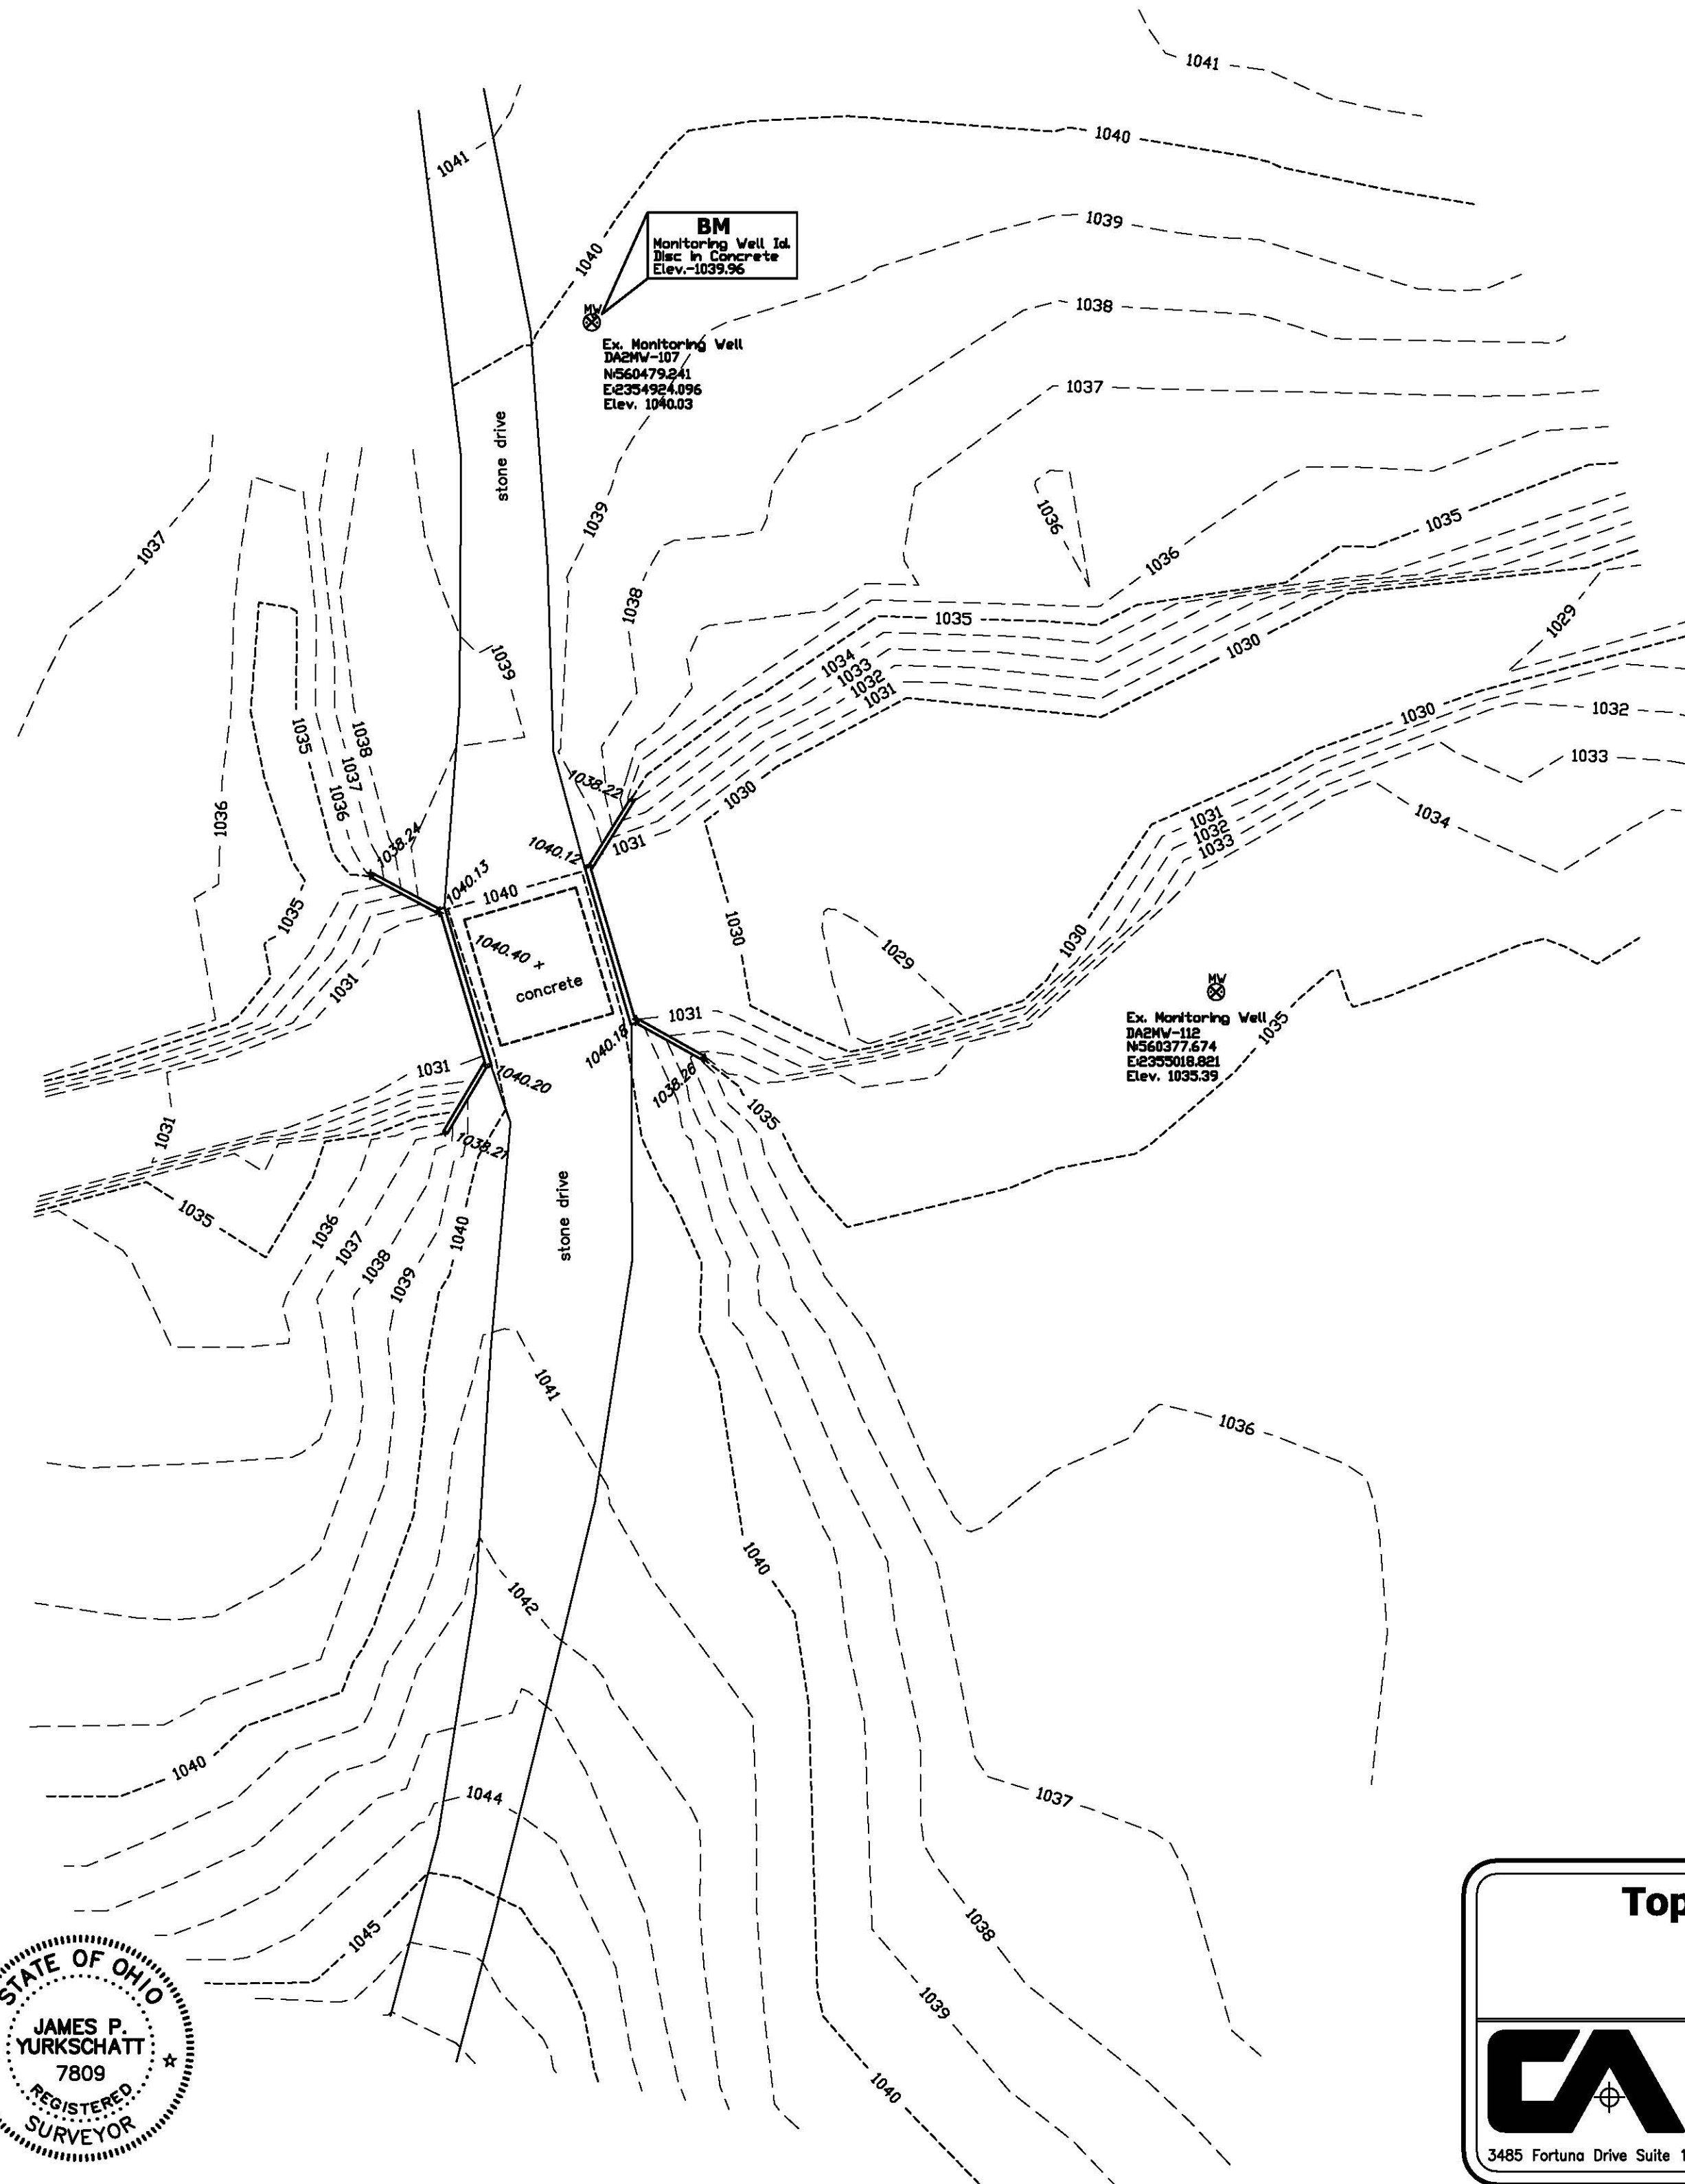 1041
1040
1041
1039
BM
Monitoring Well Id.
Disc in Concrete
Elev.-1039.96
1040
1038
MW
Ex. Monitoring Well
DA2MW-107
N:560479.241
E:2354924.096
Elev. 1040.03
1037
stone drive
1039
1036
1035
1037
1036
1038
1035
1029
1030
1039
1034
1033
1032
1031
1030
1032
1035
1038
1037
1036
1033
1038.22
1030
1036
1031
1032
1033
1034
1038.24
1040.12
1031
1040.13
1040
1035
1030
1029
1030
1040.40 x
concrete
1031
MW
Ex. Monitoring Well
DA2MW-112
N:560377.674
E:2355018.821
Elev. 1035.39
1035
1031
1040.18
1031
1040.20
1038.26
1035
1031
1038.21
1035
1036
1037
1038
1039
1040
stone drive
1041
1036
1040
1042
1040
1044
1037
1045
1038
1039
1040
STATE OF OHIO
JAMES P.
YURKSCHATT
7809
REGISTERED
SURVEYOR
Top
CA
3485 Fortuna Drive Suite 1